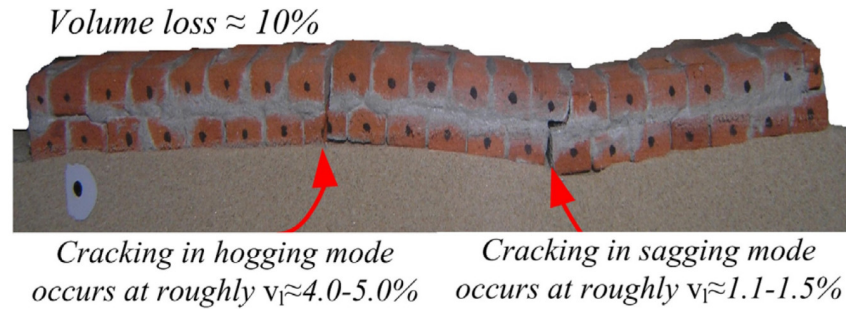 Volume loss ≈ 10%
Cracking in hogging mode
occurs at roughly vₗ≈4.0-5.0%
Cracking in sagging mode
occurs at roughly vₗ≈1.1-1.5%